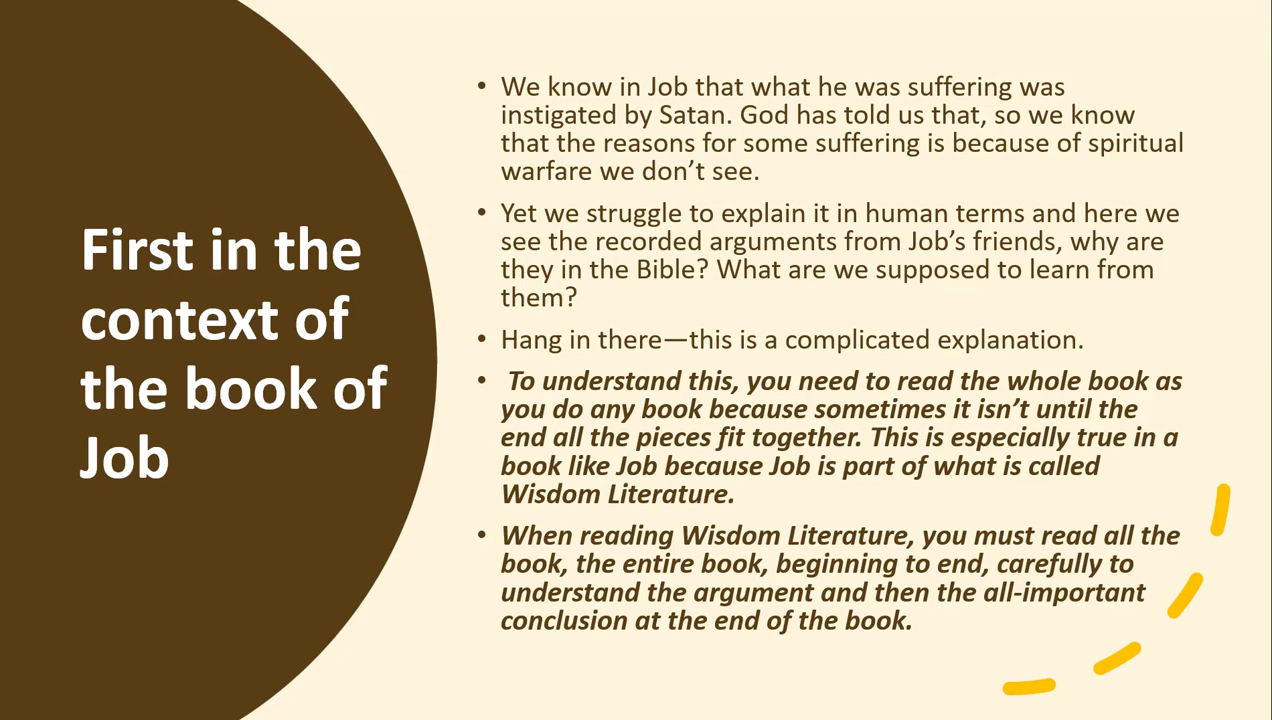 First in the
context of
the book of
Job
• We know in Job that what he was suffering was
instigated by Satan. God has told us that, so we know
that the reasons for some suffering is because of spiritual
warfare we don’t see.
• Yet we struggle to explain it in human terms and here we
see the recorded arguments from Job’s friends, why are
they in the Bible? What are we supposed to learn from
them?
• Hang in there—this is a complicated explanation.
• To understand this, you need to read the whole book as
you do any book because sometimes it isn’t until the
end all the pieces fit together. This is especially true in a
book like Job because Job is part of what is called
Wisdom Literature.
• When reading Wisdom Literature, you must read all the
book, the entire book, beginning to end, carefully to
understand the argument and then the all-important
conclusion at the end of the book.